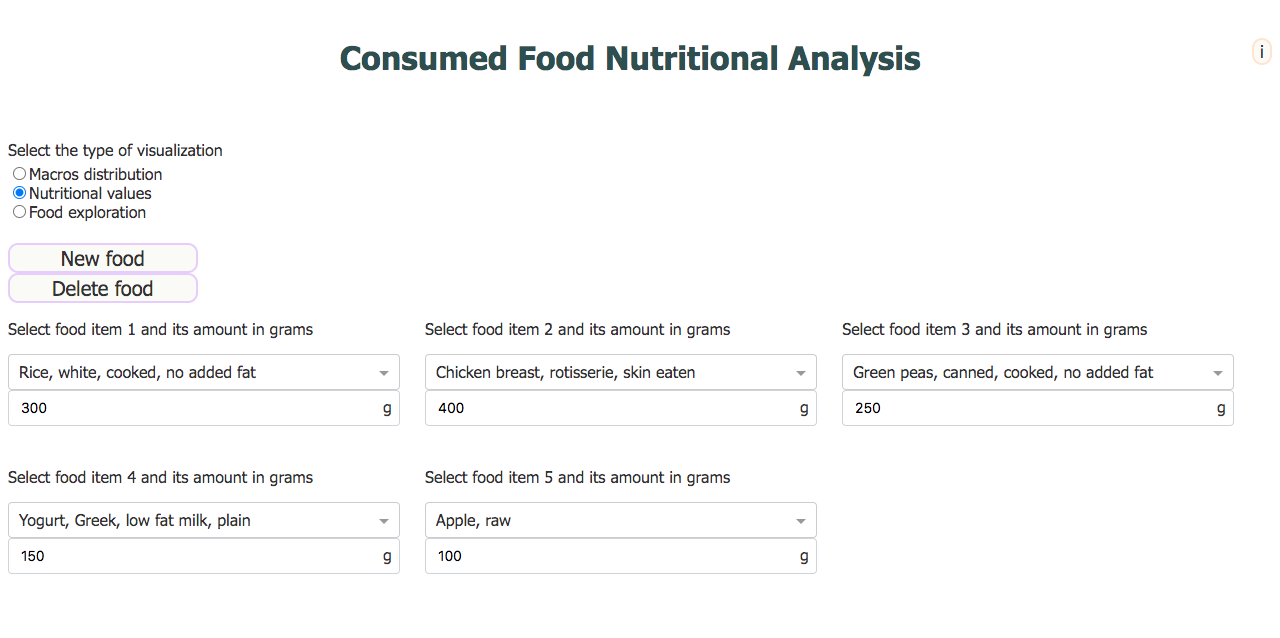 Consumed Food Nutritional Analysis
i
Select the type of visualization
Macros distribution
Nutritional values
Food exploration
New food
Delete food
Select food item 1 and its amount in grams
Rice, white, cooked, no added fat
300 g
Select food item 2 and its amount in grams
Chicken breast, rotisserie, skin eaten
400 g
Select food item 3 and its amount in grams
Green peas, canned, cooked, no added fat
250 g
Select food item 4 and its amount in grams
Yogurt, Greek, low fat milk, plain
150 g
Select food item 5 and its amount in grams
Apple, raw
100 g